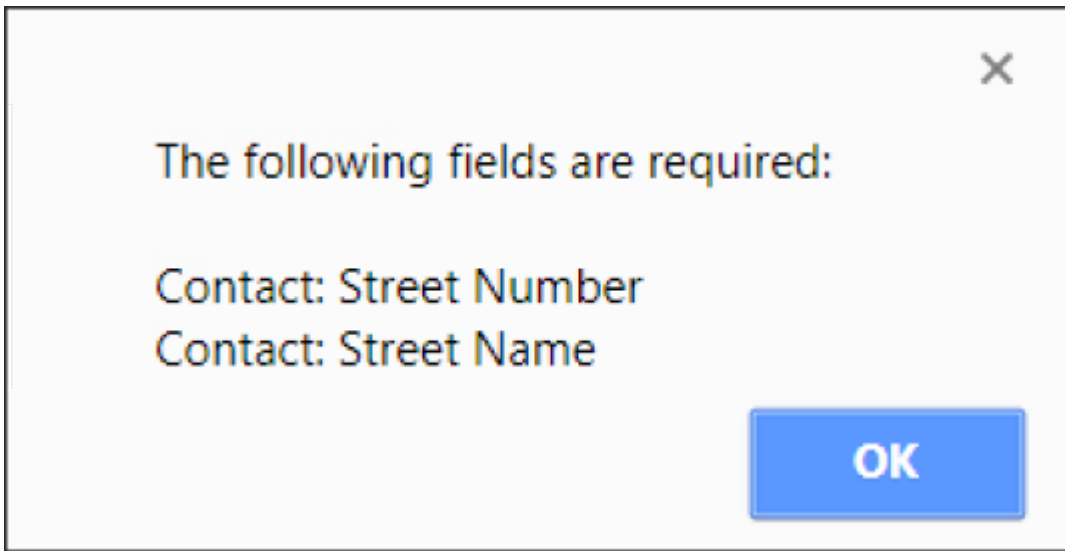 The following fields are required:
Contact: Street Number
Contact: Street Name
OK